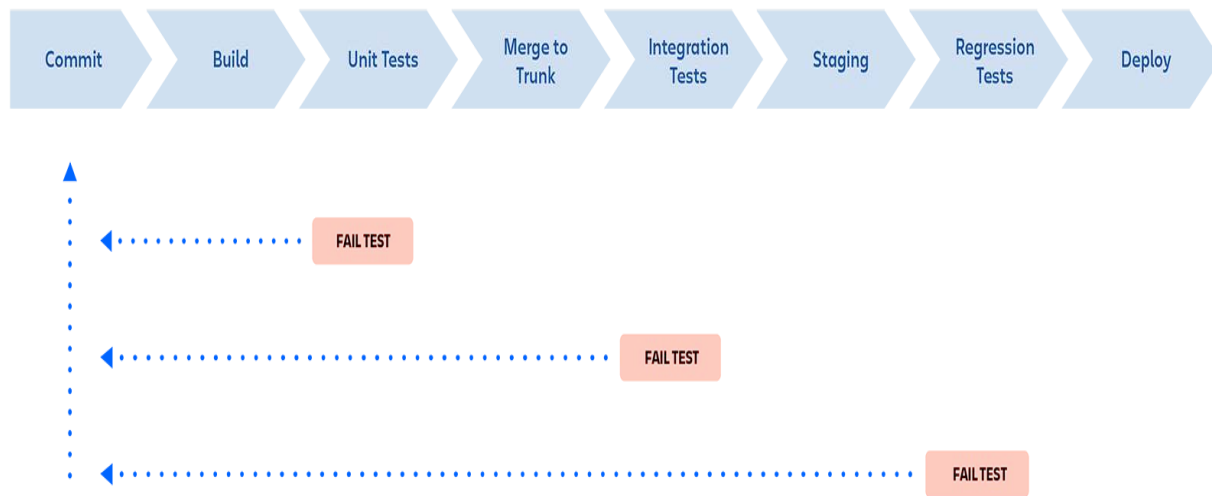 Commit
Build
Unit Tests
Merge to
Trunk
Integration
Tests
Staging
Regression
Tests
Deploy
FAIL TEST
FAIL TEST
FAIL TEST